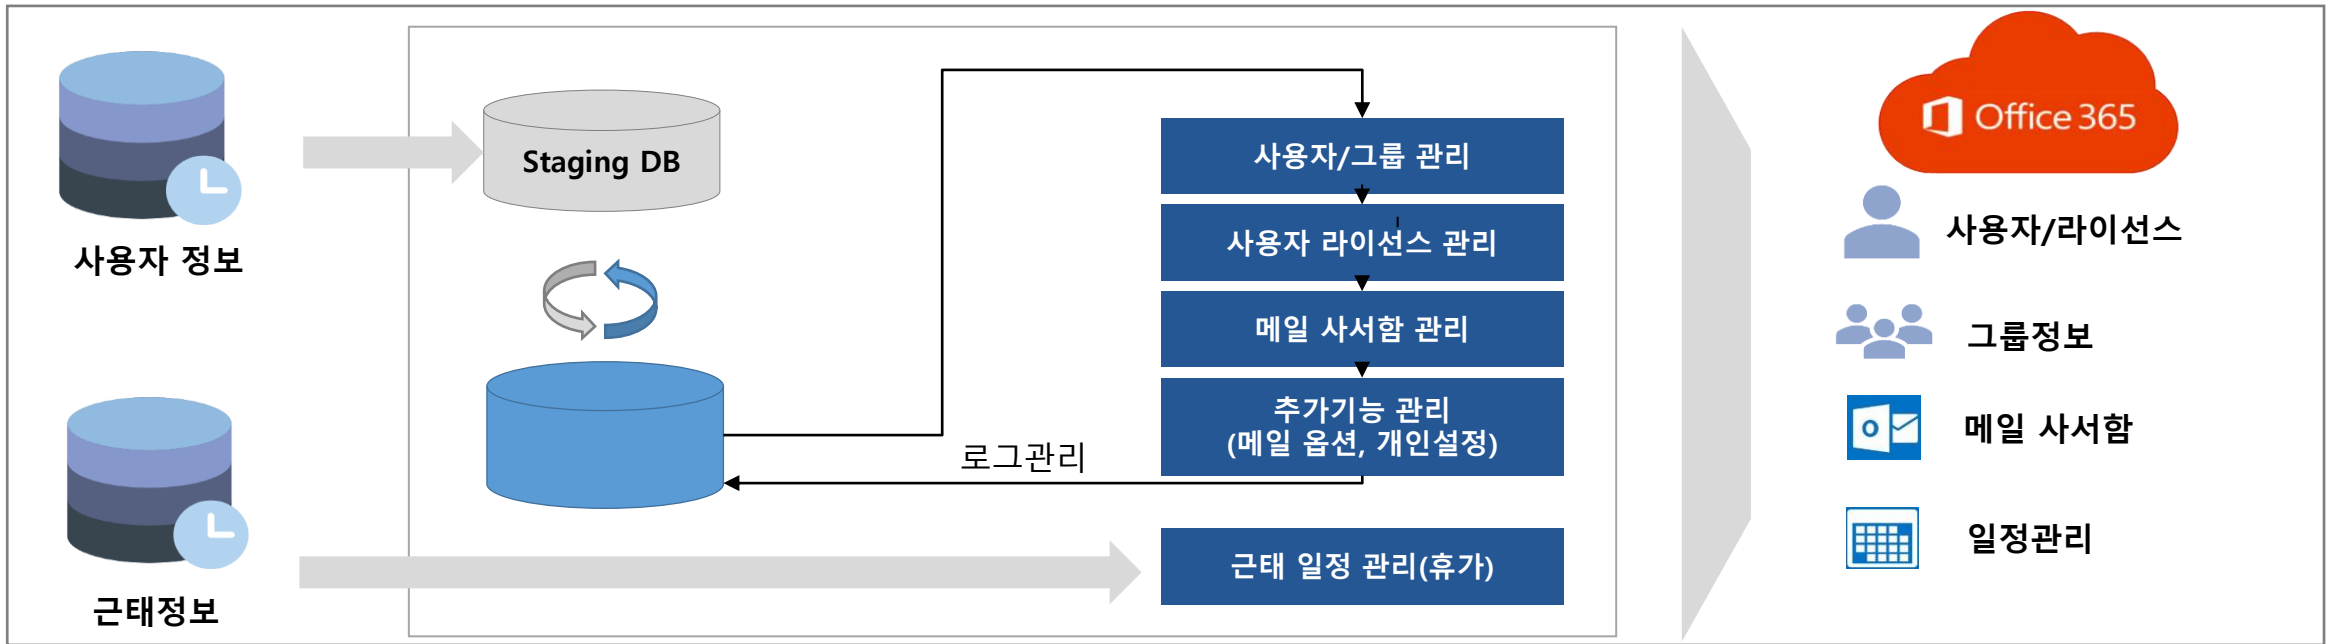 사용자 정보
근태정보
Staging DB
로그관리
사용자/그룹 관리
사용자 라이선스 관리
메일 사서함 관리
추가기능 관리
(메일 옵션, 개인설정)
근태 일정 관리(휴가)
Office 365
사용자/라이선스
그룹정보
메일 사서함
일정관리